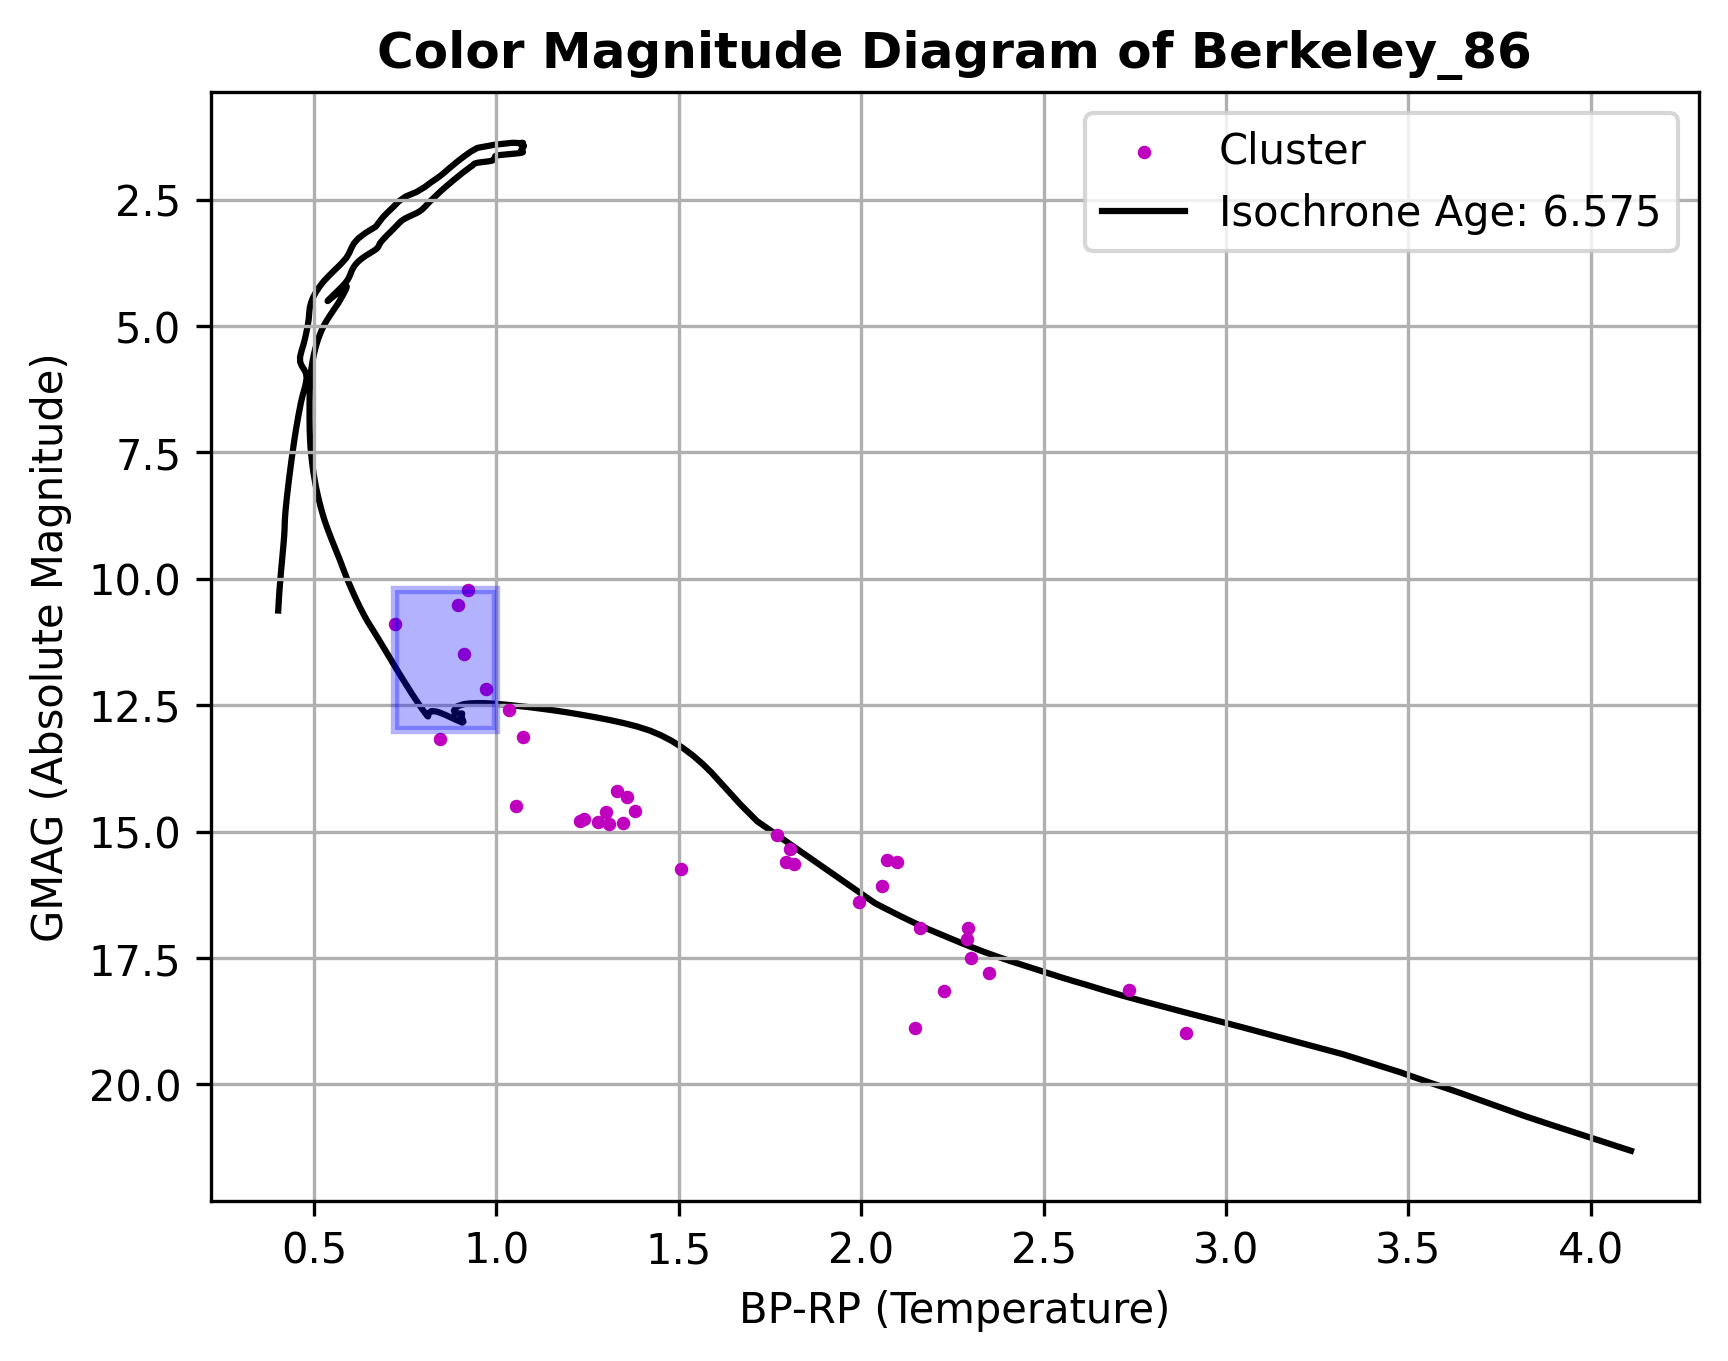 Color Magnitude Diagram of Berkeley_86
Cluster
Isochrone Age: 6.575
GMAG (Absolute Magnitude)
2.5
5.0
7.5
10.0
12.5
15.0
17.5
20.0
0.5 1.0 1.5 2.0 2.5 3.0 3.5 4.0
BP-RP (Temperature)